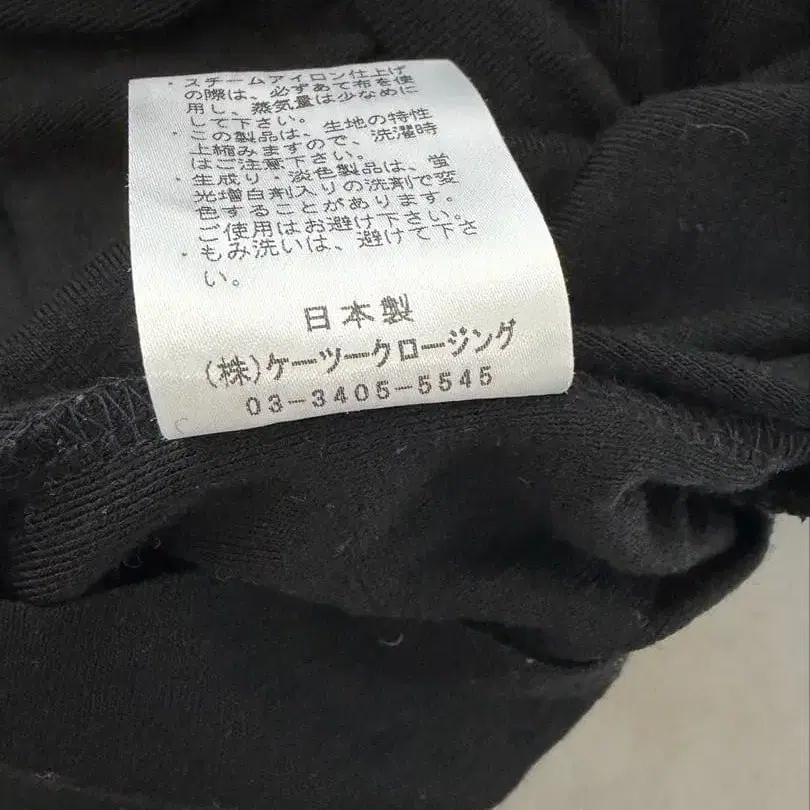 ・スチームアイロン仕上げ
の際は、必ずあて布を使
用し、蒸気量は少なめに
して下さい。
・この製品は、生地の特性
上縮みますので、洗濯時
はご注意下さい。
・生成り・淡色製品は、蛍
光増白剤入りの洗剤で変
色することがあります。
ご使用はお避け下さい。
・もみ洗いは、避けて下さ
い。
日本製
(株)ケーツークロージング
03-3405-5545